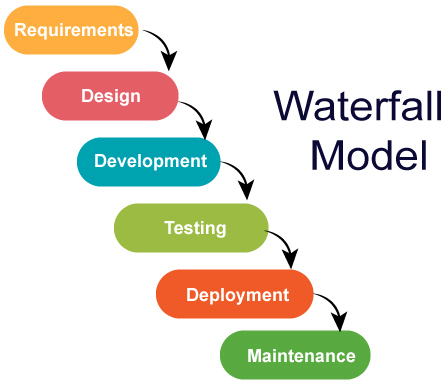 Requirements
Design
Waterfall
Model
Development
Testing
Deployment
Maintenance